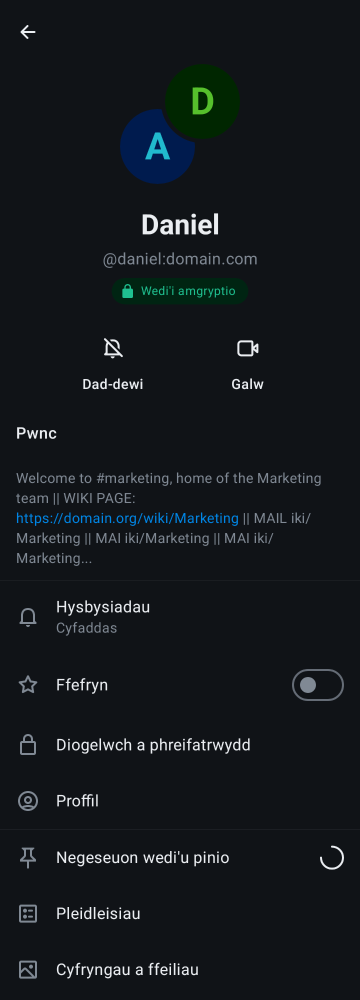 D
A
Daniel
@daniel:domain.com
Wedi'i amgryptio
Dad-dewi
Galw
Pwnc
Welcome to #marketing, home of the Marketing
team || WIKI PAGE:
https://domain.org/wiki/Marketing || MAIL iki/
Marketing || MAI iki/Marketing || MAI iki/
Marketing...
Hysbysiadau
Cyfaddas
Ffefryn
Diogelwch a phreifatrwydd
Proffil
Negeseuon wedi'u pinio
Pleidleisiau
Cyfryngau a ffeiliau